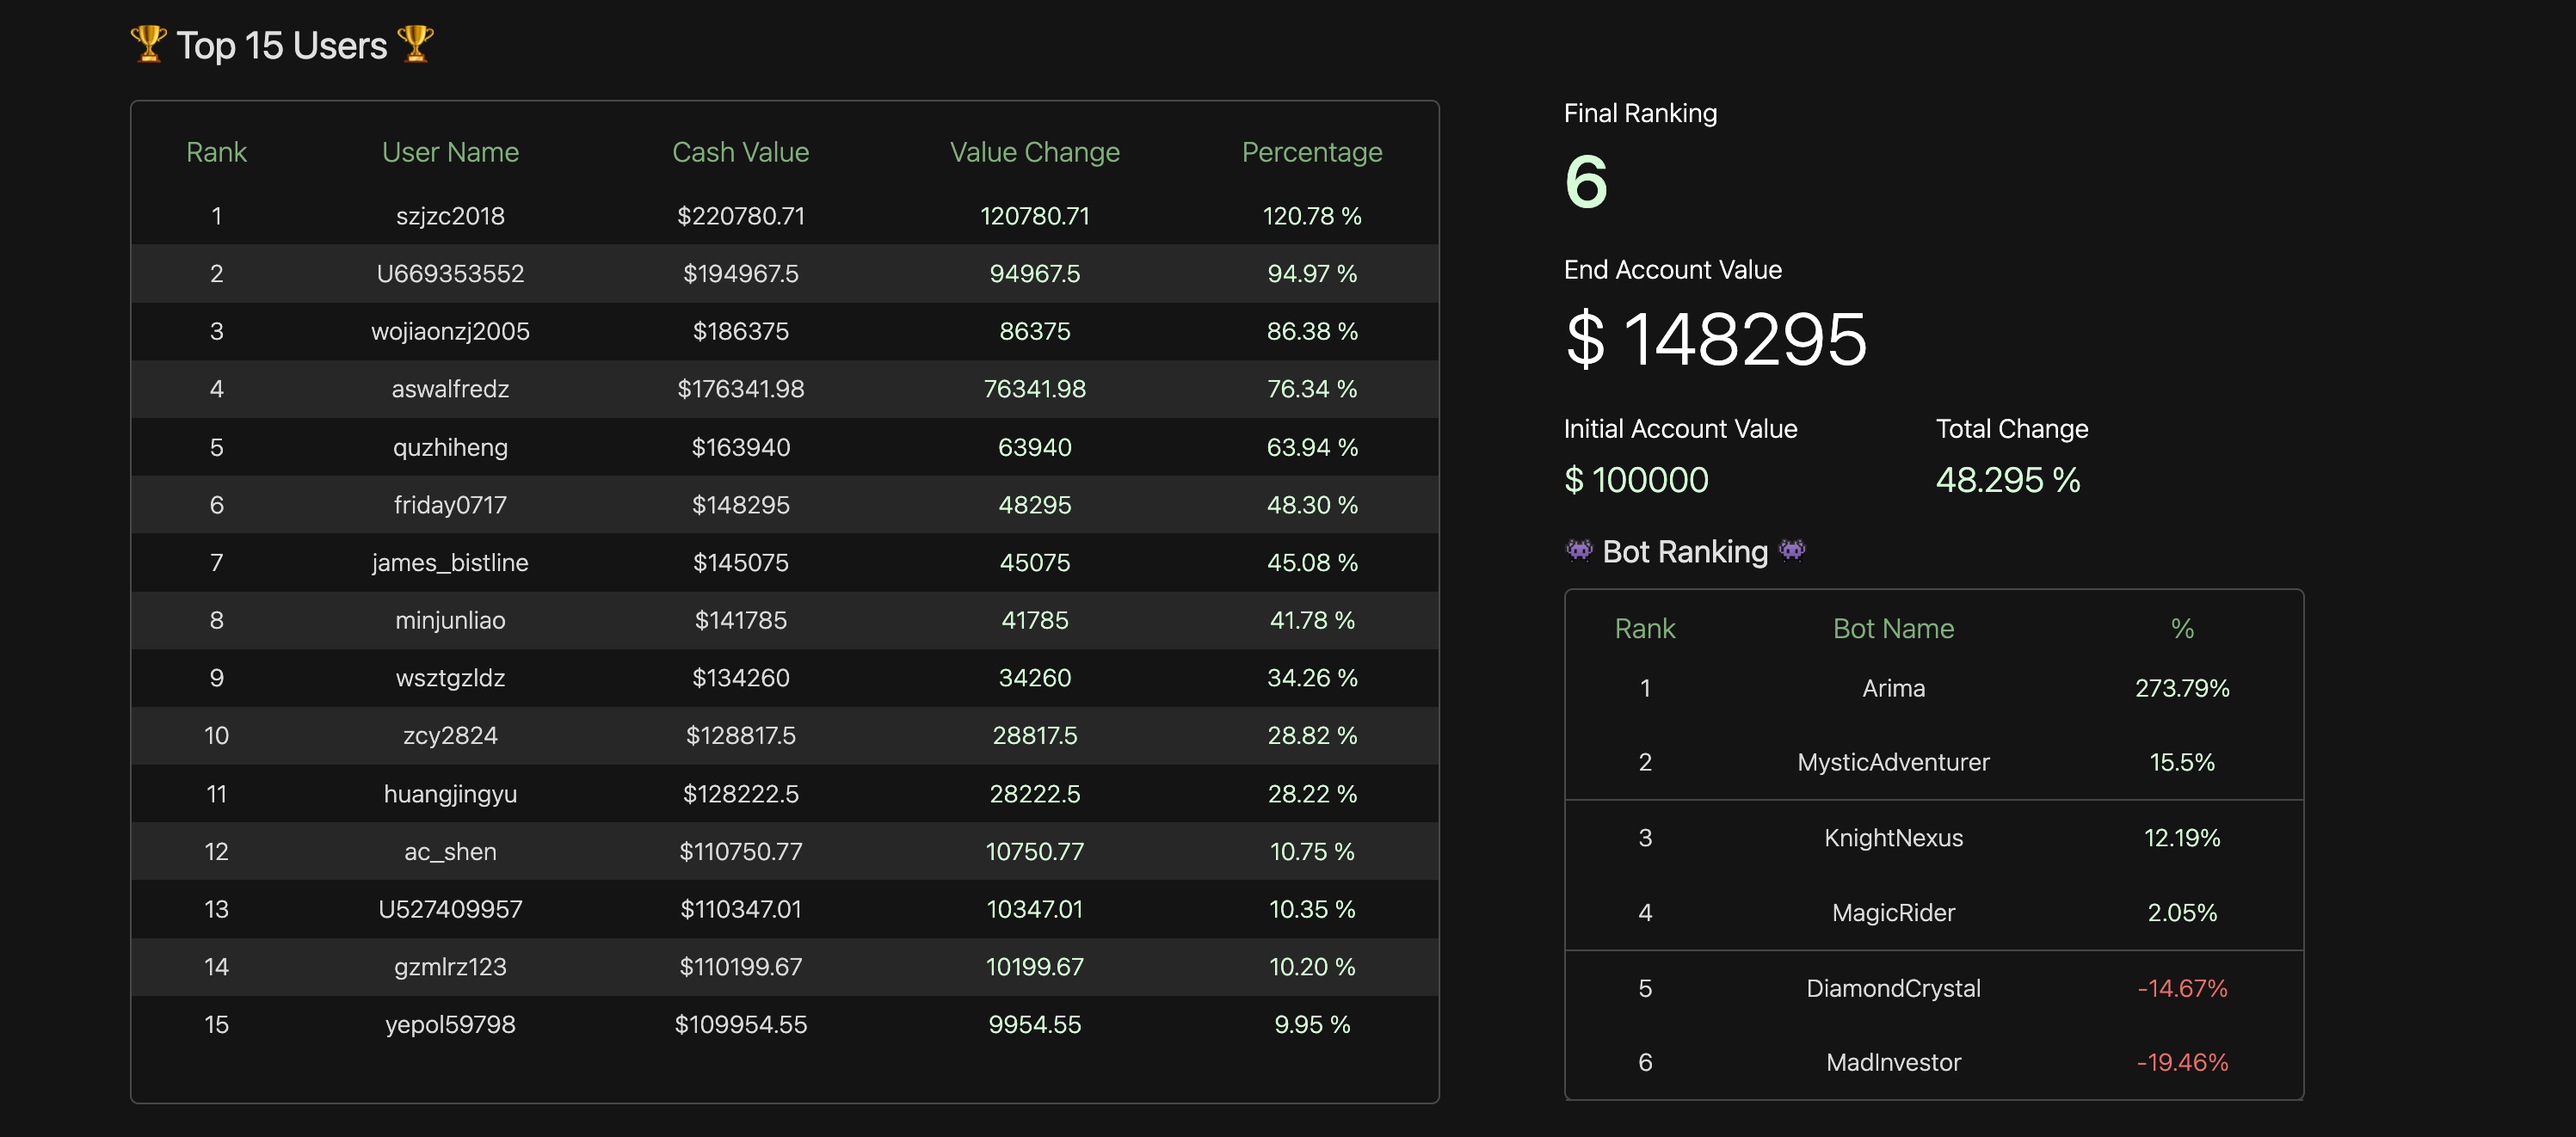 🏆 Top 15 Users 🏆
Rank User Name Cash Value Value Change Percentage
1 szjzc2018 $220780.71 120780.71 120.78 %
2 U669353552 $194967.5 94967.5 94.97 %
3 wojiaonzj2005 $186375 86375 86.38 %
4 aswalfredz $176341.98 76341.98 76.34 %
5 quzhiheng $163940 63940 63.94 %
6 friday0717 $148295 48295 48.30 %
7 james_bistline $145075 45075 45.08 %
8 minjunliao $141785 41785 41.78 %
9 wsztgzldz $134260 34260 34.26 %
10 zcy2824 $128817.5 28817.5 28.82 %
11 huangjingyu $128222.5 28222.5 28.22 %
12 ac_shen $110750.77 10750.77 10.75 %
13 U527409957 $110347.01 10347.01 10.35 %
14 gzmlrz123 $110199.67 10199.67 10.20 %
15 yepol59798 $109954.55 9954.55 9.95 %
Final Ranking
6
End Account Value
$ 148295
Initial Account Value Total Change
$ 100000 48.295 %
👾 Bot Ranking 👾
Rank Bot Name %
1 Arima 273.79%
2 MysticAdventurer 15.5%
3 KnightNexus 12.19%
4 MagicRider 2.05%
5 DiamondCrystal -14.67%
6 MadInvestor -19.46%